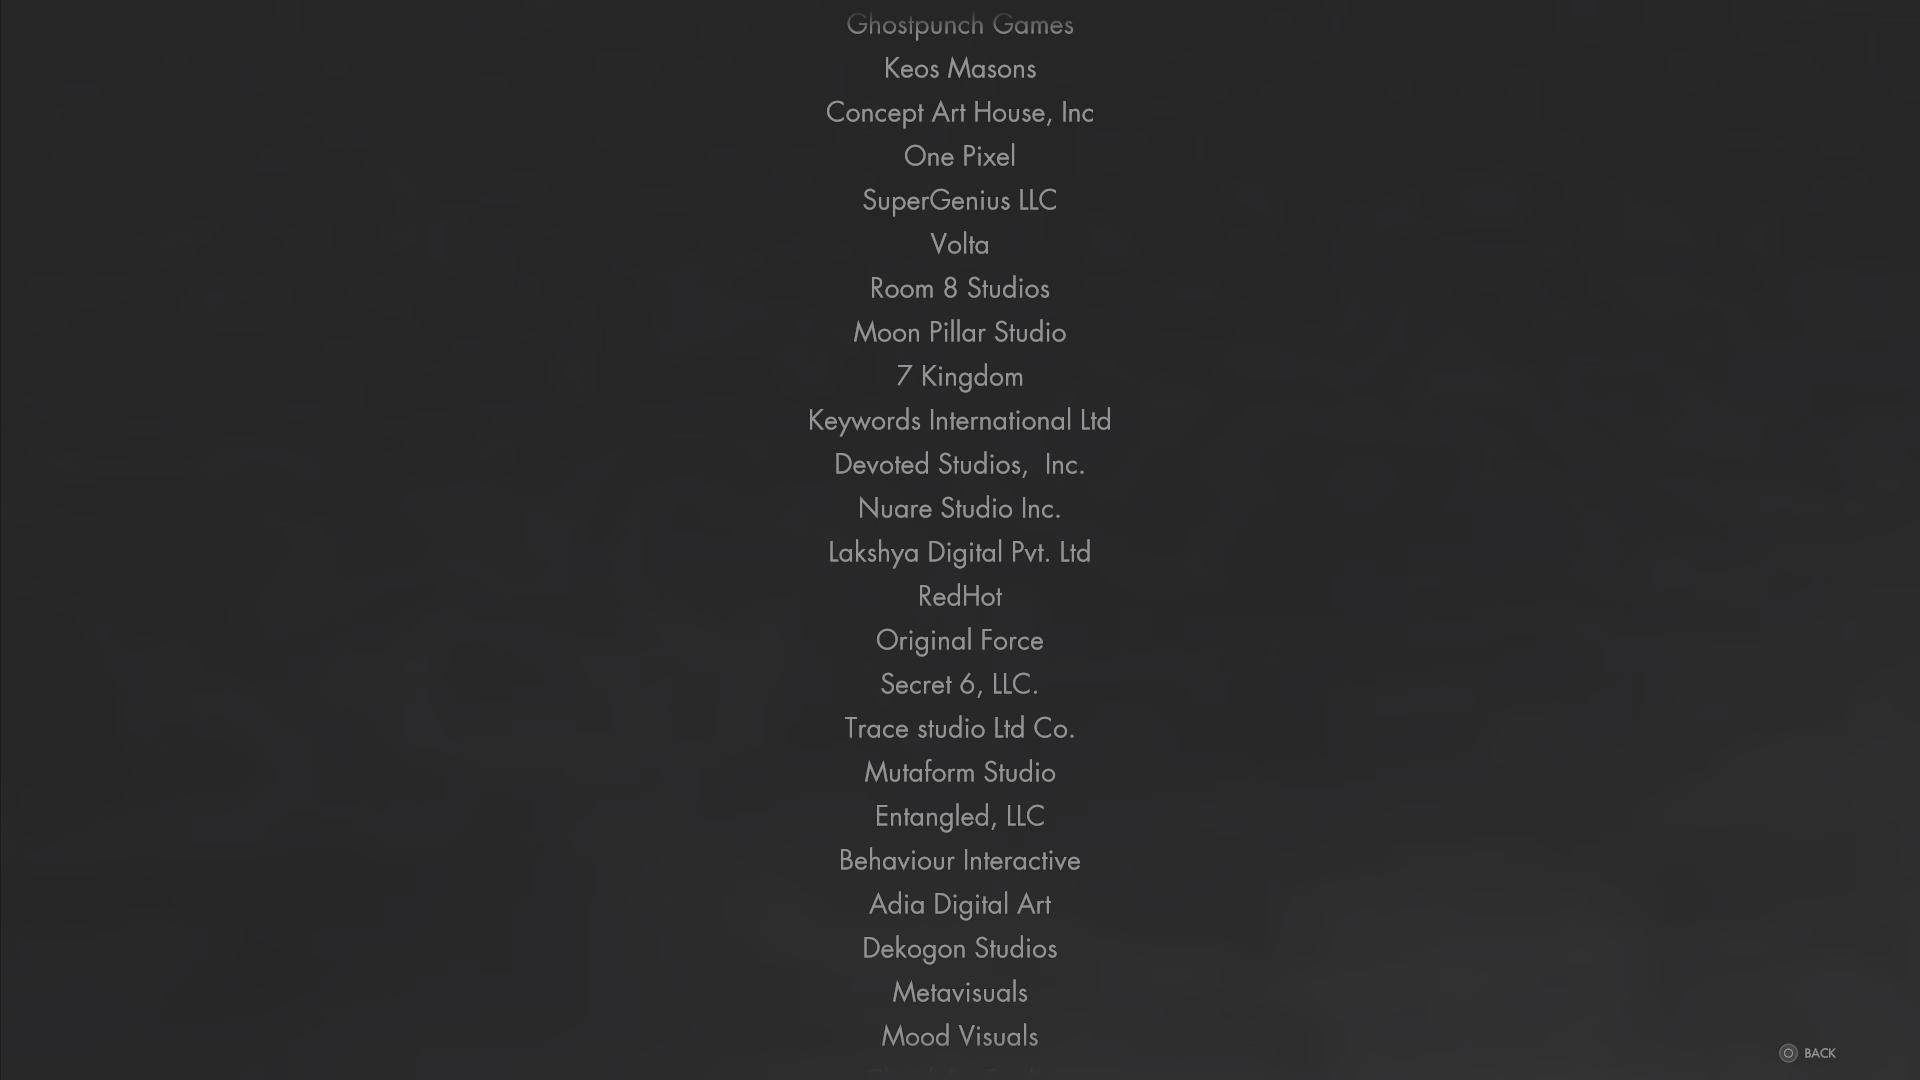 Ghostpunch Games
Keos Masons
Concept Art House, Inc
One Pixel
SuperGenius LLC
Volta
Room 8 Studios
Moon Pillar Studio
7 Kingdom
Keywords International Ltd
Devoted Studios,  Inc.
Nuare Studio Inc.
Lakshya Digital Pvt. Ltd
RedHot
Original Force
Secret 6, LLC.
Trace studio Ltd Co.
Mutaform Studio
Entangled, LLC
Behaviour Interactive
Adia Digital Art
Dekogon Studios
Metavisuals
Mood Visuals
BACK